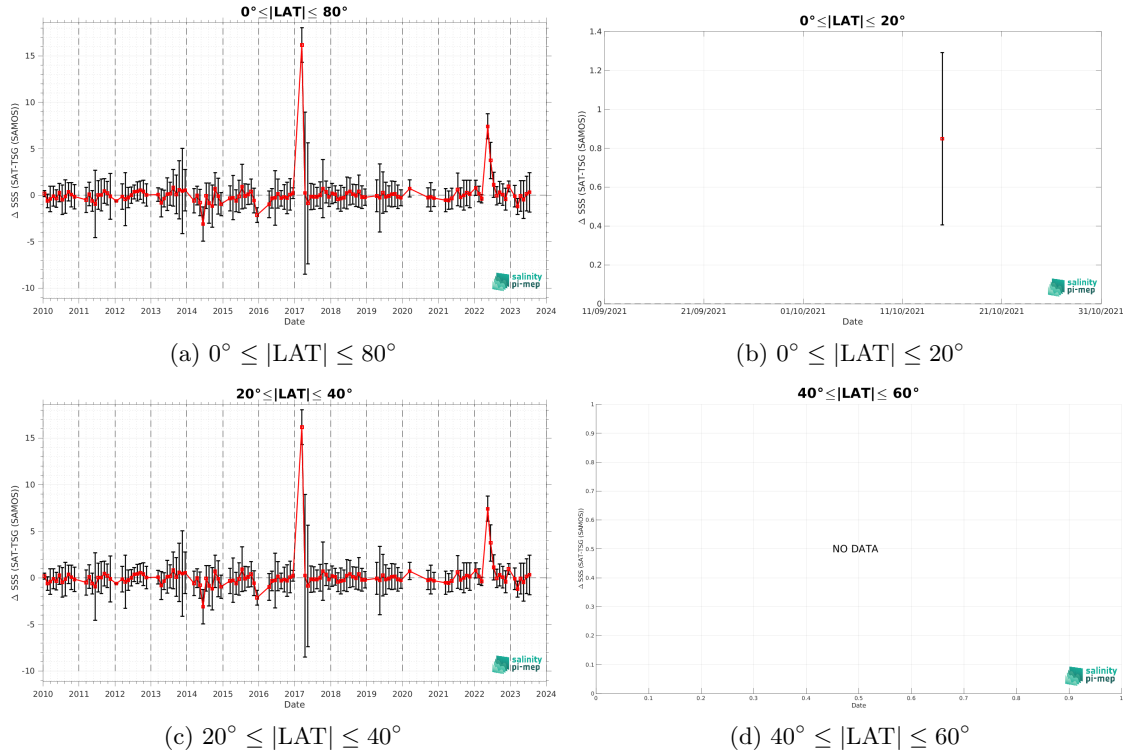 0°≤|LAT|≤ 80°
Δ SSS (SAT-TSG (SAMOS))
15
10
5
0
-5
-10
2010 2011 2012 2013 2014 2015 2016 2017 2018 2019 2020 2021 2022 2023 2024
Date
salinity
pi-mep
(a) 0° ≤ |LAT| ≤ 80°
0°≤|LAT|≤ 20°
Δ SSS (SAT-TSG (SAMOS))
1.4
1.2
1
0.8
0.6
0.4
0.2
0
11/09/2021 21/09/2021 01/10/2021 11/10/2021 21/10/2021 31/10/2021
Date
salinity
pi-mep
(b) 0° ≤ |LAT| ≤ 20°
20°≤|LAT|≤ 40°
Δ SSS (SAT-TSG (SAMOS))
15
10
5
0
-5
-10
2010 2011 2012 2013 2014 2015 2016 2017 2018 2019 2020 2021 2022 2023 2024
Date
salinity
pi-mep
(c) 20° ≤ |LAT| ≤ 40°
40°≤|LAT|≤ 60°
Δ SSS (SAT-TSG (SAMOS))
1
0.9
0.8
0.7
0.6
0.5
0.4
0.3
0.2
0.1
0
NO DATA
0 0.1 0.2 0.3 0.4 0.5 0.6 0.7 0.8 0.9 1
Date
salinity
pi-mep
(d) 40° ≤ |LAT| ≤ 60°